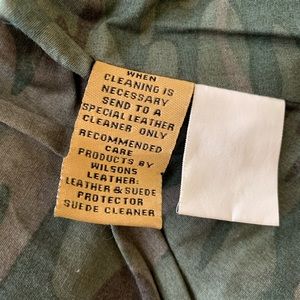 WHEN
CLEANING IS
NECESSARY
SEND TO A
SPECIAL LEATHER
CLEANER ONLY
RECOMMENDED
CARE
PRODUCTS BY
WILSONS
LEATHER:
LEATHER & SUEDE
PROTECTOR
SUEDE CLEANER